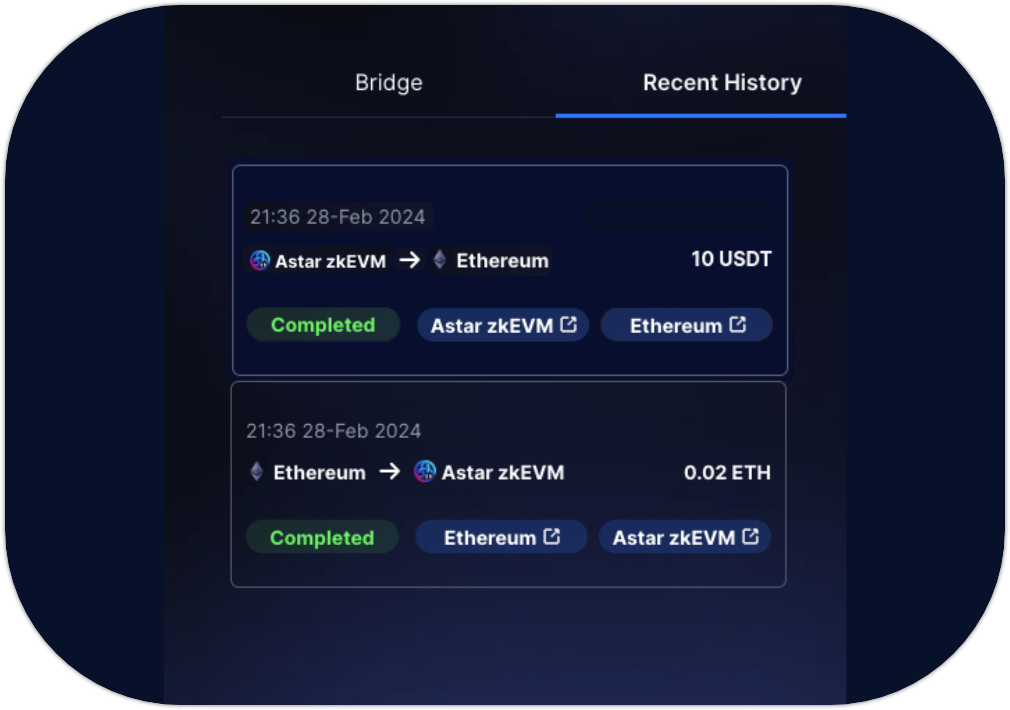 Bridge Recent History
21:36 28-Feb 2024
Astar zkEVM → Ethereum 10 USDT
Completed Astar zkEVM Ethereum
21:36 28-Feb 2024
Ethereum → Astar zkEVM 0.02 ETH
Completed Ethereum Astar zkEVM